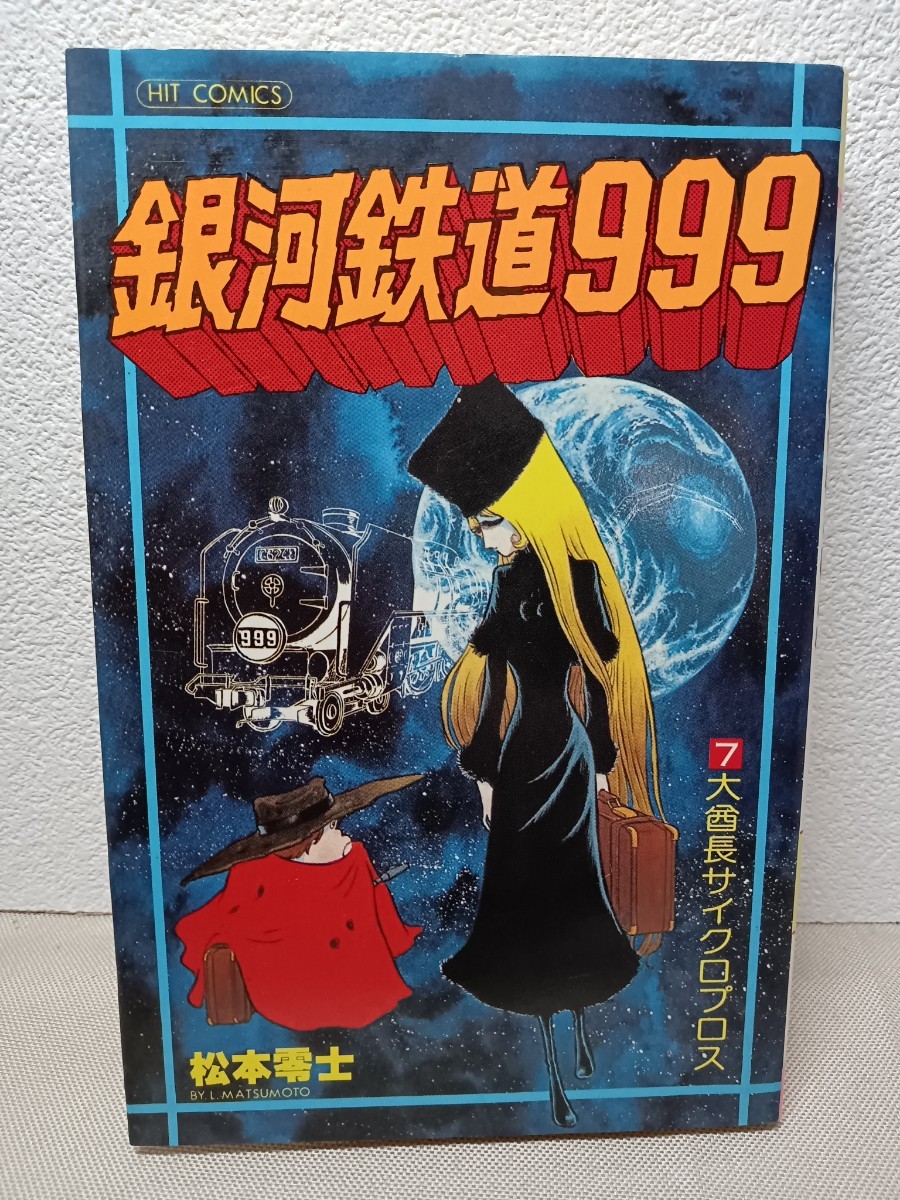 HIT COMICS
銀河鉄道999
C6248
999
7 大酋長サイクロプロス
松本零士
BY. L. MATSUMOTO